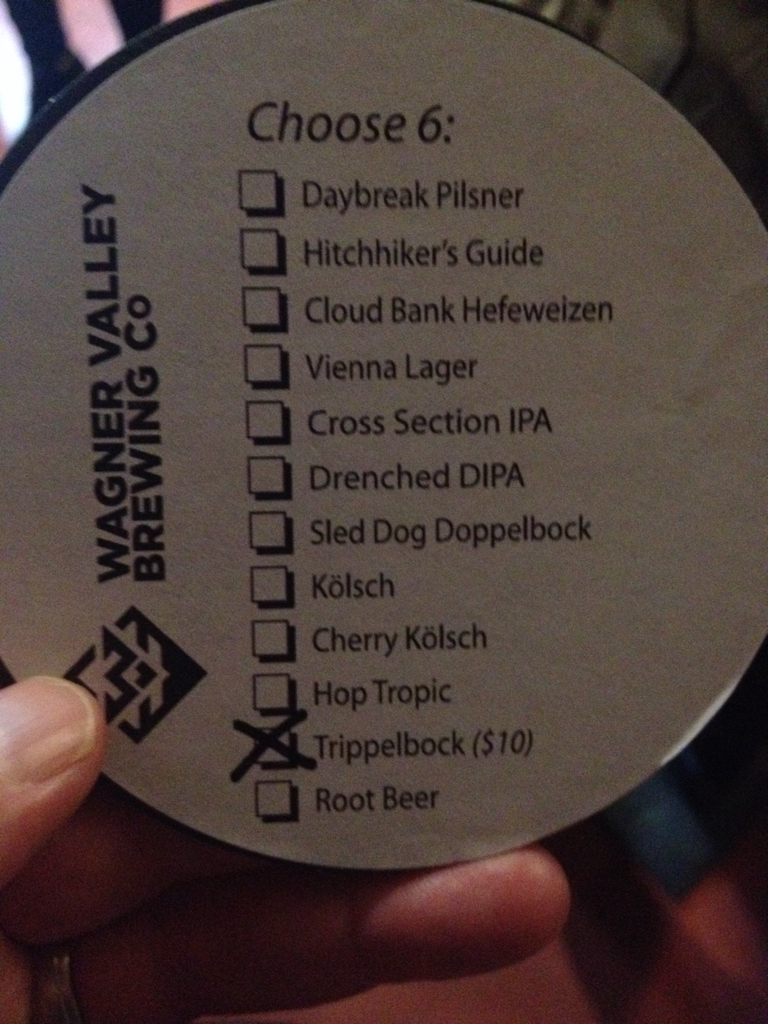 Choose 6:
Daybreak Pilsner
Hitchhiker's Guide
Cloud Bank Hefeweizen
Vienna Lager
Cross Section IPA
Drenched DIPA
Sled Dog Doppelbock
Kölsch
Cherry Kölsch
Hop Tropic
Trippelbock ($10)
Root Beer
WAGNER VALLEY
BREWING CO